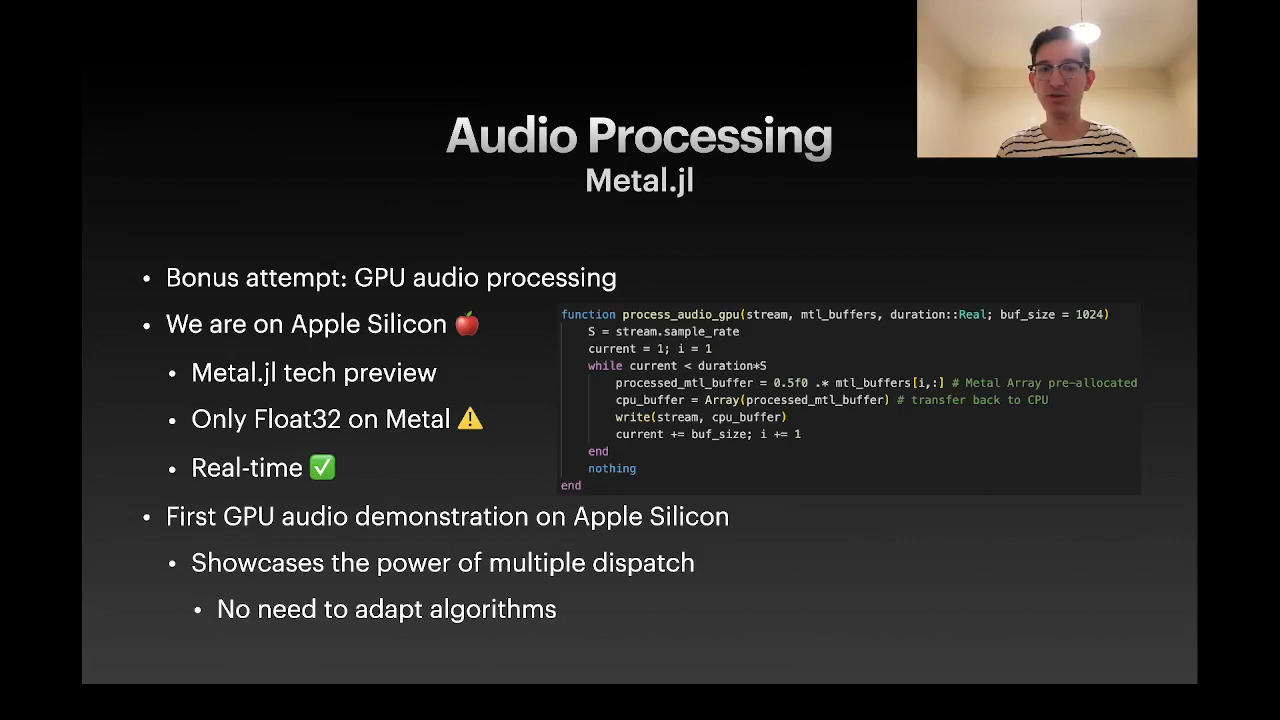 Audio Processing
Metal.jl
• Bonus attempt: GPU audio processing
• We are on Apple Silicon 🍎
• Metal.jl tech preview
• Only Float32 on Metal ⚠️
• Real-time ✅
function process_audio_gpu(stream, mtl_buffers, duration::Real; buf_size = 1024)
    S = stream.sample_rate
    current = 1; i = 1
    while current < duration*S
        processed_mtl_buffer = 0.5f0 .* mtl_buffers[i,:] # Metal Array pre-allocated
        cpu_buffer = Array(processed_mtl_buffer) # transfer back to CPU
        write(stream, cpu_buffer)
        current += buf_size; i += 1
    end
    nothing
end
• First GPU audio demonstration on Apple Silicon
• Showcases the power of multiple dispatch
• No need to adapt algorithms